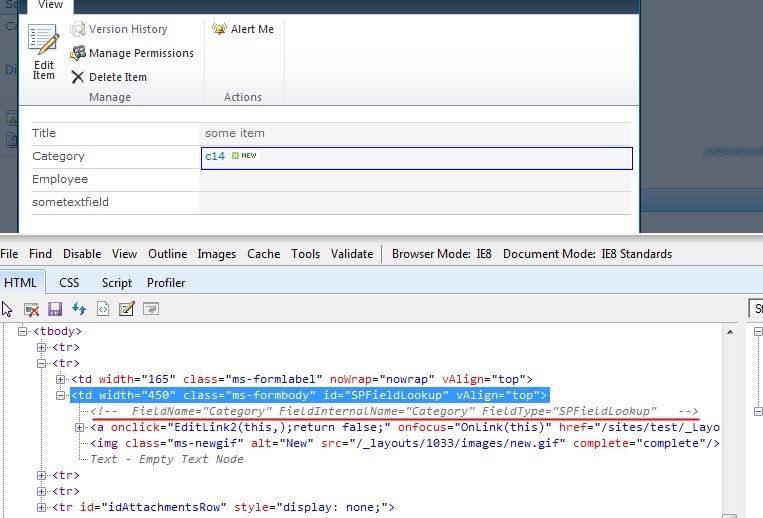 View
Version History
Alert Me
Manage Permissions
Edit
Item
Delete Item
Manage
Actions
Title
some item
Category
c14 NEW
Employee
sometextfield
File Find Disable View Outline Images Cache Tools Validate Browser Mode: IE8 Document Mode: IE8 Standards
HTML CSS Script Profiler
<tbody>
<tr>
<tr>
<td width="165" class="ms-formlabel" noWrap="nowrap" vAlign="top">
<td width="450" class="ms-formbody" id="SPFieldLookup" vAlign="top">
<!-- FieldName="Category" FieldInternalName="Category" FieldType="SPFieldLookup" -->
<a onclick="EditLink2(this,);return false;" onfocus="OnLink(this)" href="/sites/test/_Layo
<img class="ms-newgif" alt="New" src="/_layouts/1033/images/new.gif" complete="complete"/>
Text - Empty Text Node
<tr>
<tr>
<tr id="idAttachmentsRow" style="display: none;">